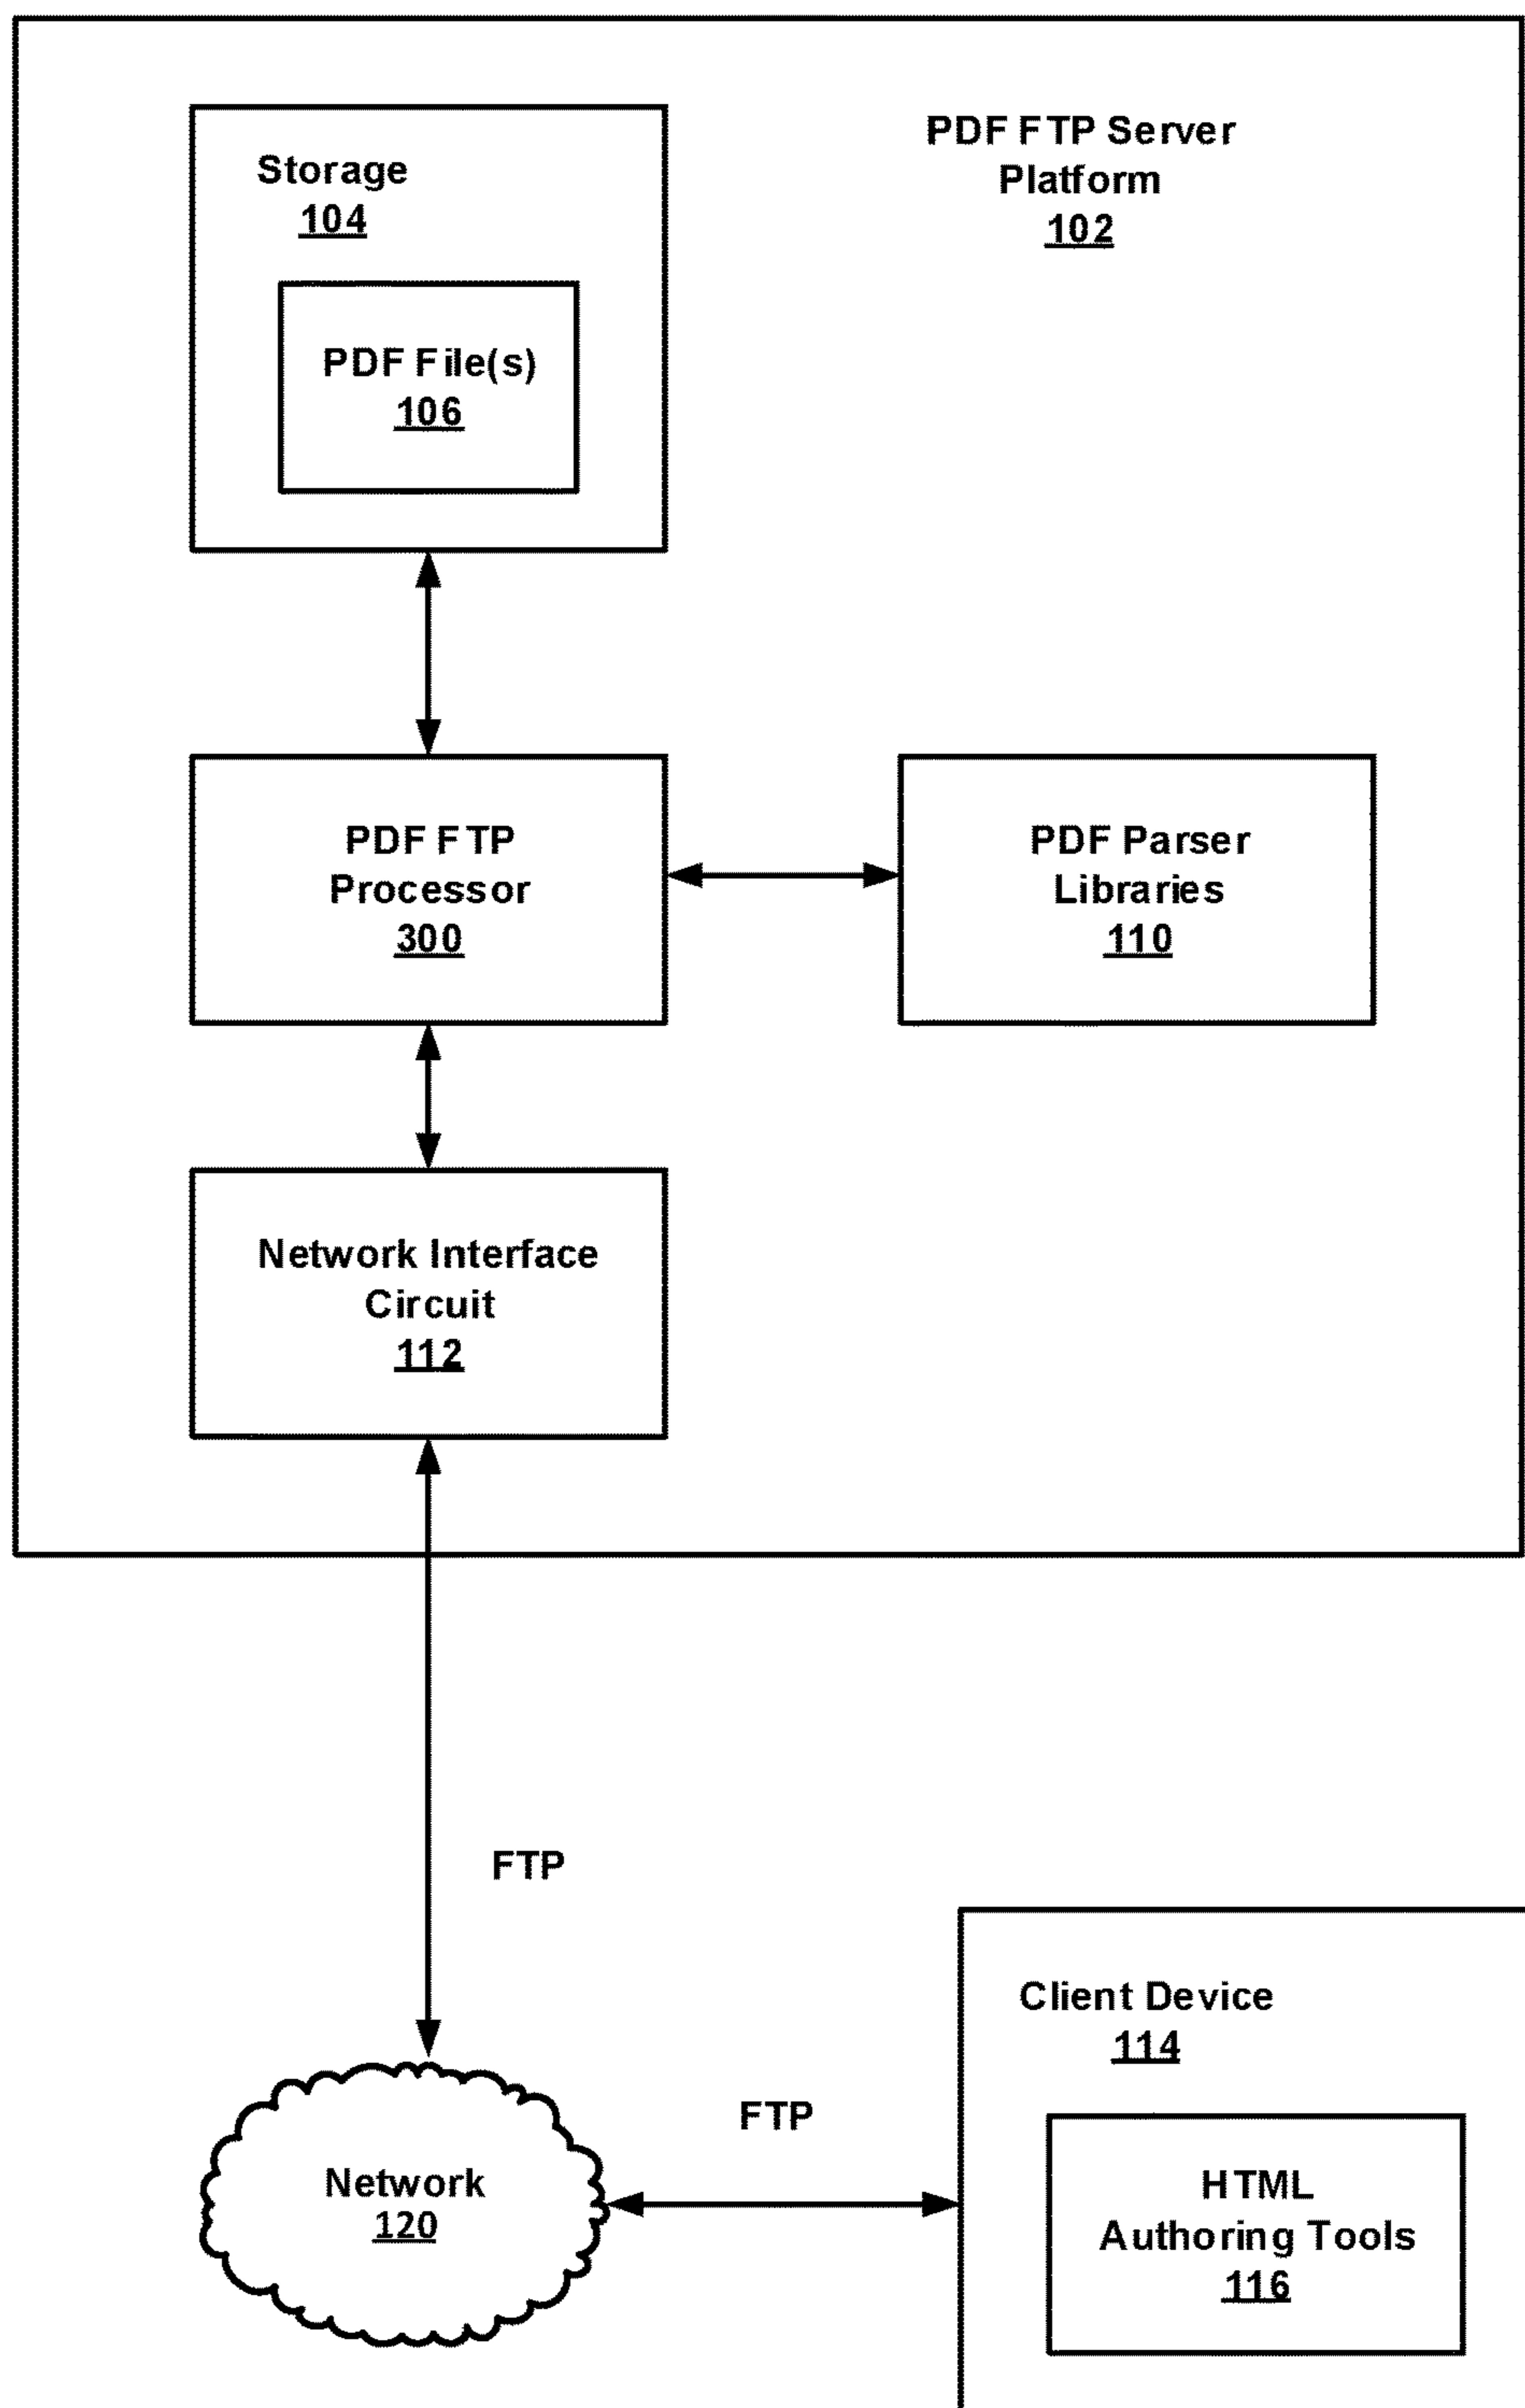 PDF FTP Server
Platform
102
Storage
104
PDF File(s)
106
PDF FTP
Processor
300
PDF Parser
Libraries
110
Network Interface
Circuit
112
FTP
Client Device
114
FTP
Network
120
HTML
Authoring Tools
116